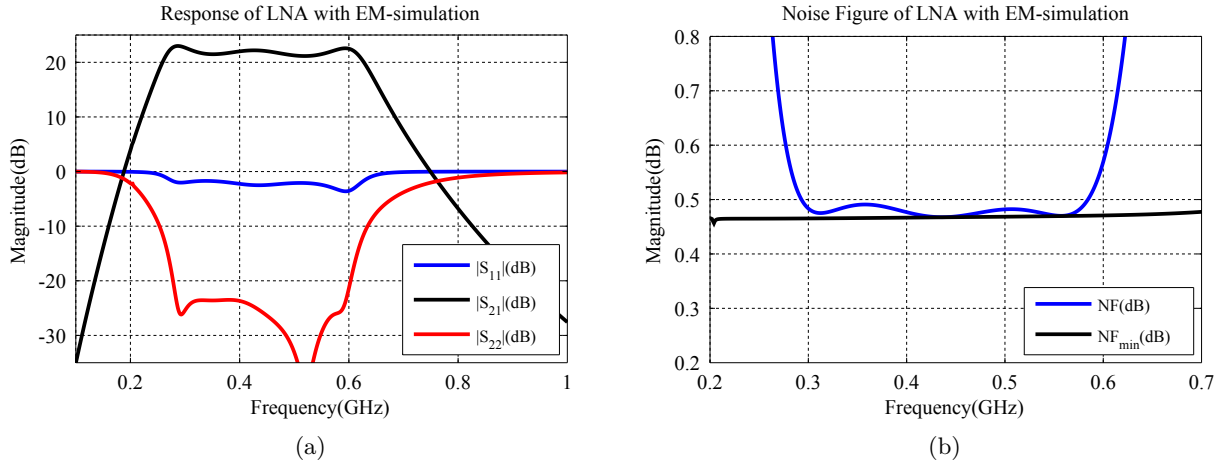 Response of LNA with EM-simulation
Magnitude(dB)
20
10
0
-10
-20
-30
0.2
0.4
0.6
0.8
1
Frequency(GHz)
|S11|(dB)
|S21|(dB)
|S22|(dB)
(a)
Noise Figure of LNA with EM-simulation
Magnitude(dB)
0.8
0.7
0.6
0.5
0.4
0.3
0.2
0.2
0.3
0.4
0.5
0.6
0.7
Frequency(GHz)
NF(dB)
NFmin(dB)
(b)